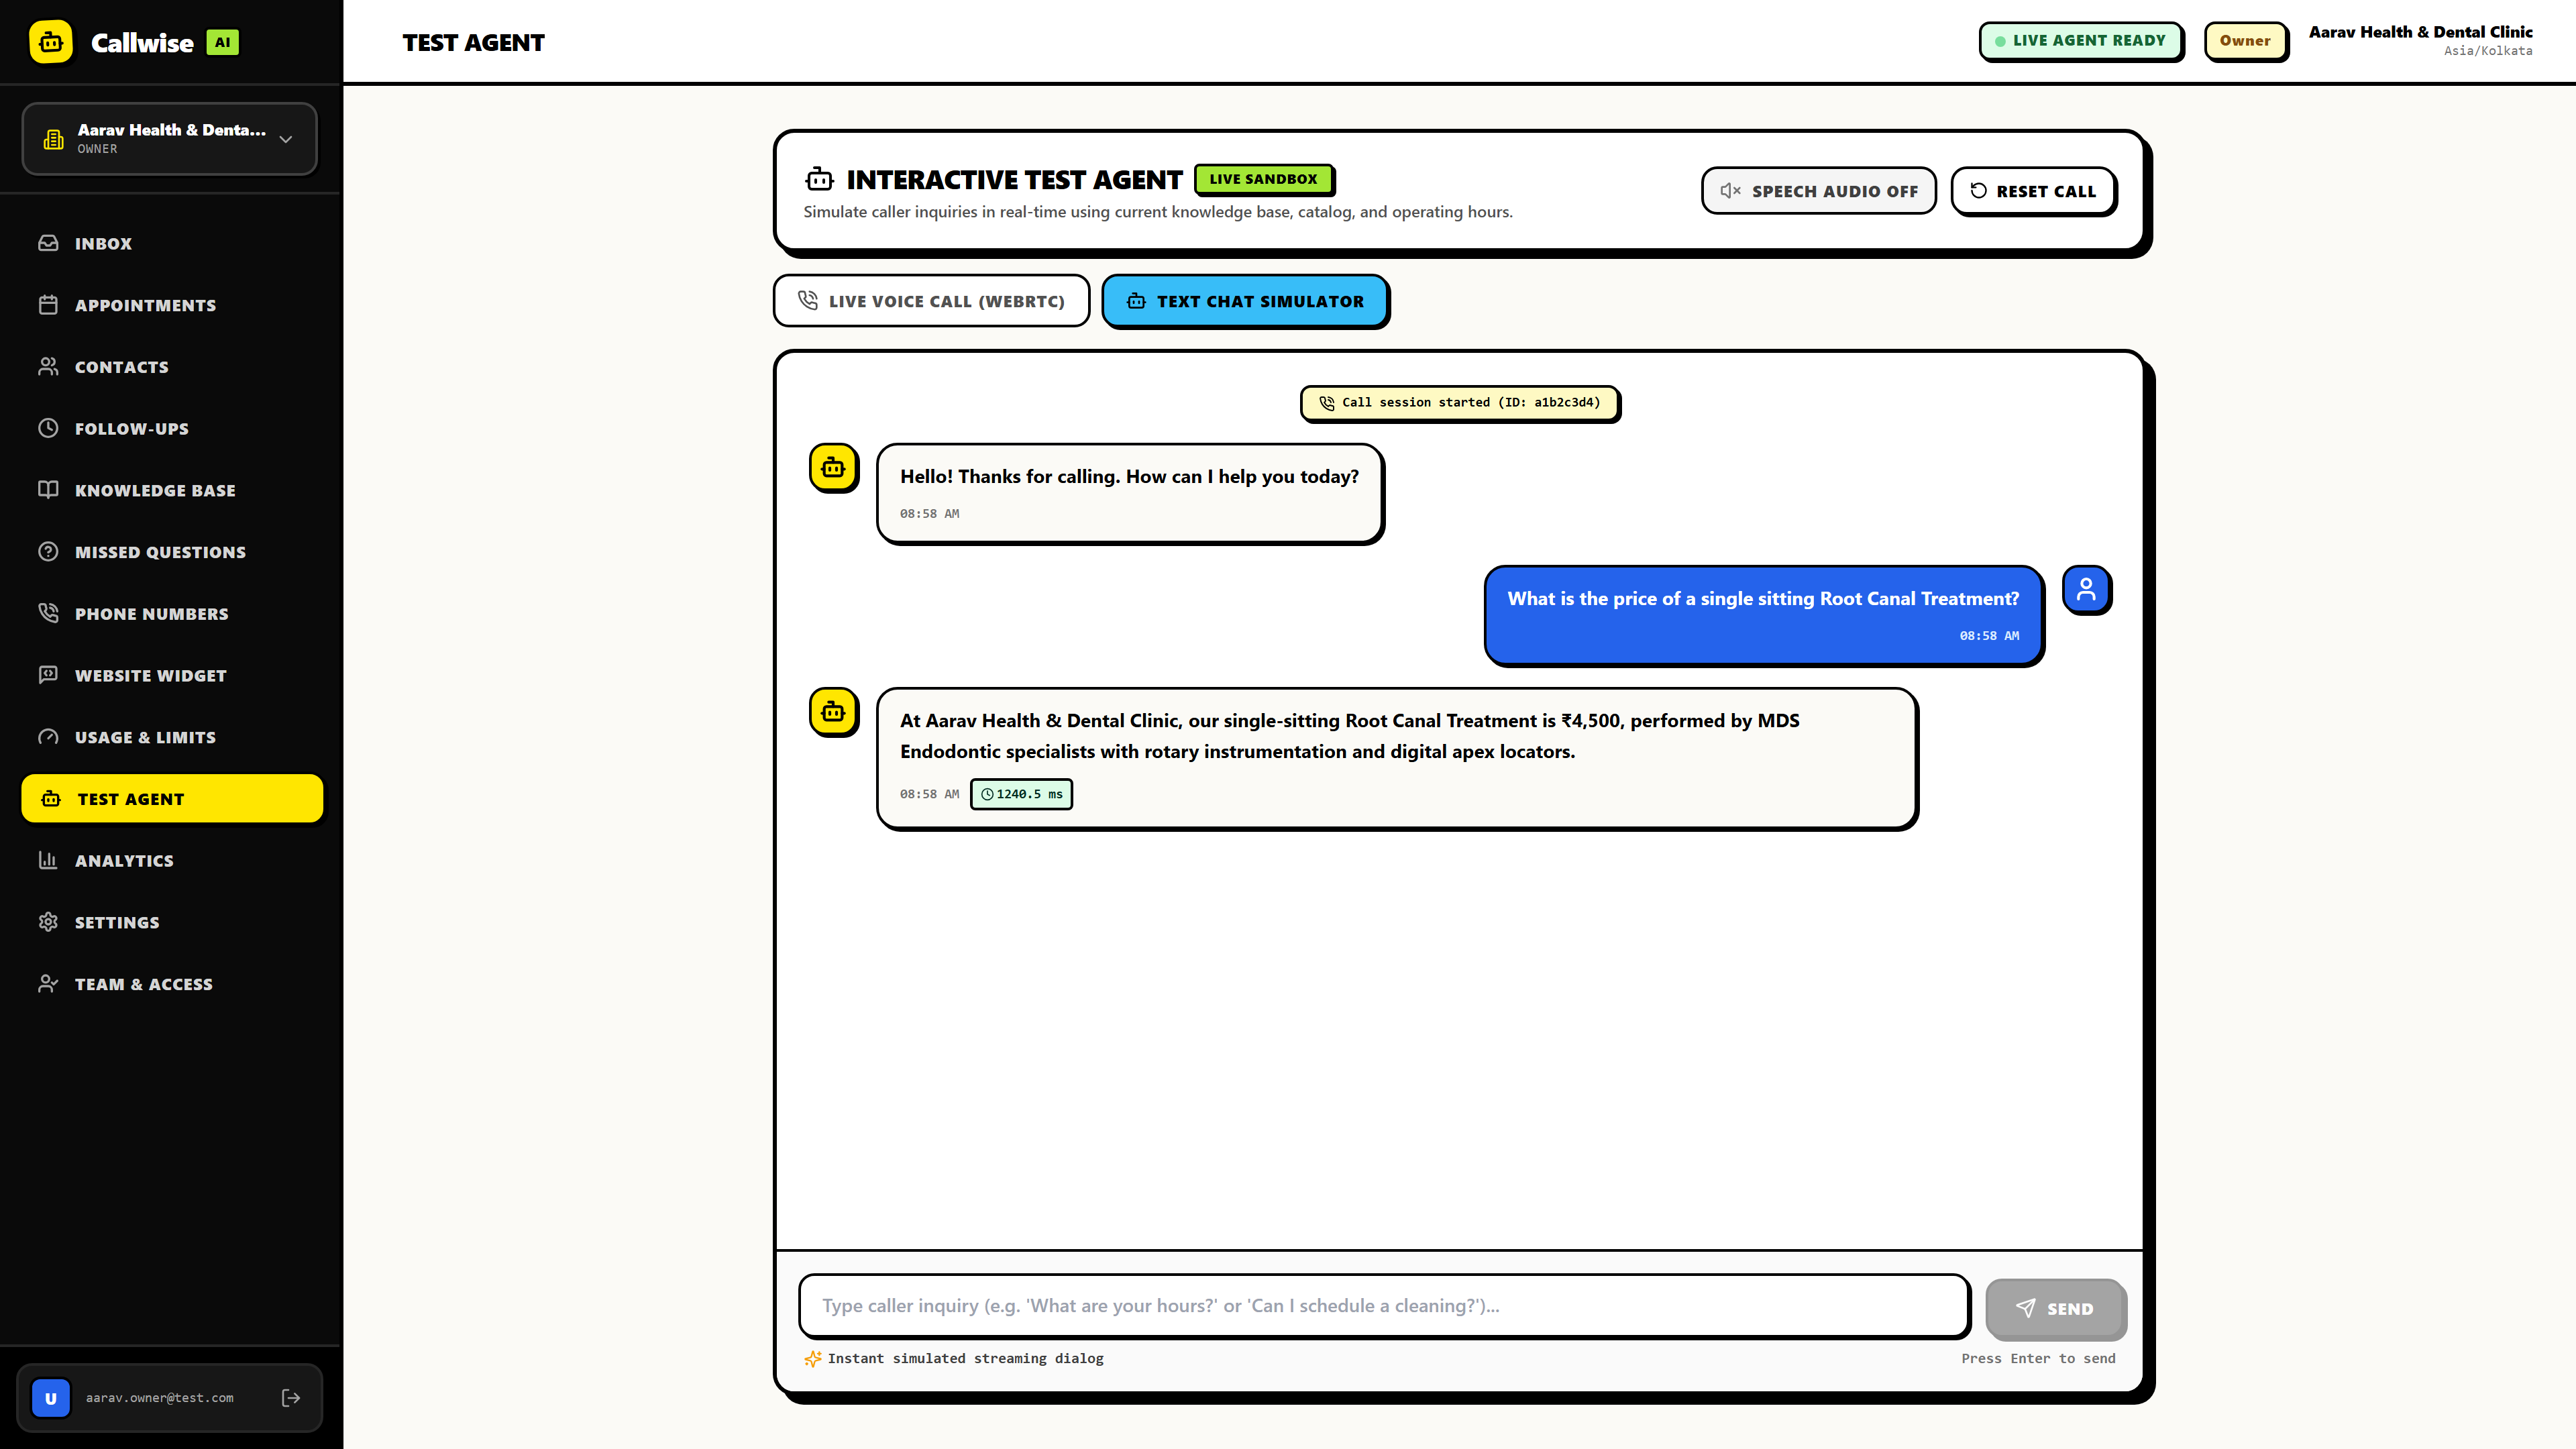 Callwise AI
Aarav Health & Denta...
OWNER
INBOX
APPOINTMENTS
CONTACTS
FOLLOW-UPS
KNOWLEDGE BASE
MISSED QUESTIONS
PHONE NUMBERS
WEBSITE WIDGET
USAGE & LIMITS
TEST AGENT
ANALYTICS
SETTINGS
TEAM & ACCESS
U aarav.owner@test.com
TEST AGENT
LIVE AGENT READY
Owner
Aarav Health & Dental Clinic
Asia/Kolkata
INTERACTIVE TEST AGENT LIVE SANDBOX
Simulate caller inquiries in real-time using current knowledge base, catalog, and operating hours.
SPEECH AUDIO OFF
RESET CALL
LIVE VOICE CALL (WEBRTC)
TEXT CHAT SIMULATOR
Call session started (ID: a1b2c3d4)
Hello! Thanks for calling. How can I help you today?
08:58 AM
What is the price of a single sitting Root Canal Treatment?
08:58 AM
At Aarav Health & Dental Clinic, our single-sitting Root Canal Treatment is ₹4,500, performed by MDS
Endodontic specialists with rotary instrumentation and digital apex locators.
08:58 AM 1240.5 ms
Type caller inquiry (e.g. 'What are your hours?' or 'Can I schedule a cleaning?')...
SEND
Instant simulated streaming dialog
Press Enter to send